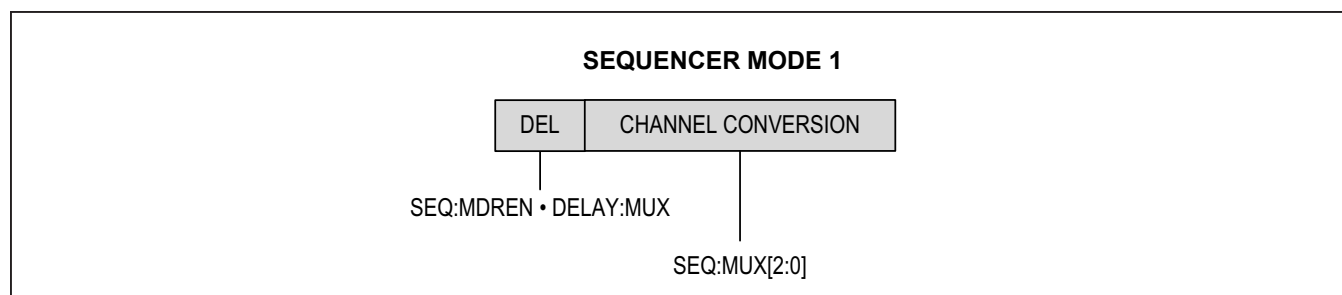 SEQUENCER MODE 1
DEL
CHANNEL CONVERSION
SEQ:MDREN • DELAY:MUX
SEQ:MUX[2:0]